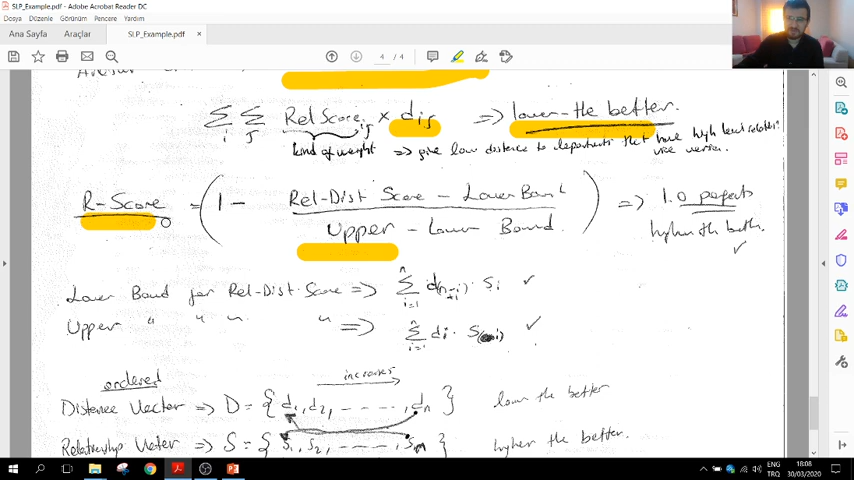 SLP_Example.pdf - Adobe Acrobat Reader DC
Dosya Düzenle Görünüm Pencere Yardım
Ana Sayfa Araçlar SLP_Example.pdf ×
4 / 4
∑i ∑j RelScore ij × dij => lower-the better.
kind of weight => give low distance to departments that have high level relation
vice versa.
R-Score = (1 - Rel-Dist Score - Lower Bound / Upper - Lower Bound) => 1.0 perfect
higher the better
Lower Bound for Rel-Dist. Score =>
Upper " " " " =>
ordered
increases
Distance Vector => D = { d1, d2, - - - - - , dn } lower the better
Relationship Vector => S = { S1, S2, - - - - - , Sn } higher the better.
ENG 18:08
TRQ 30/03/2020